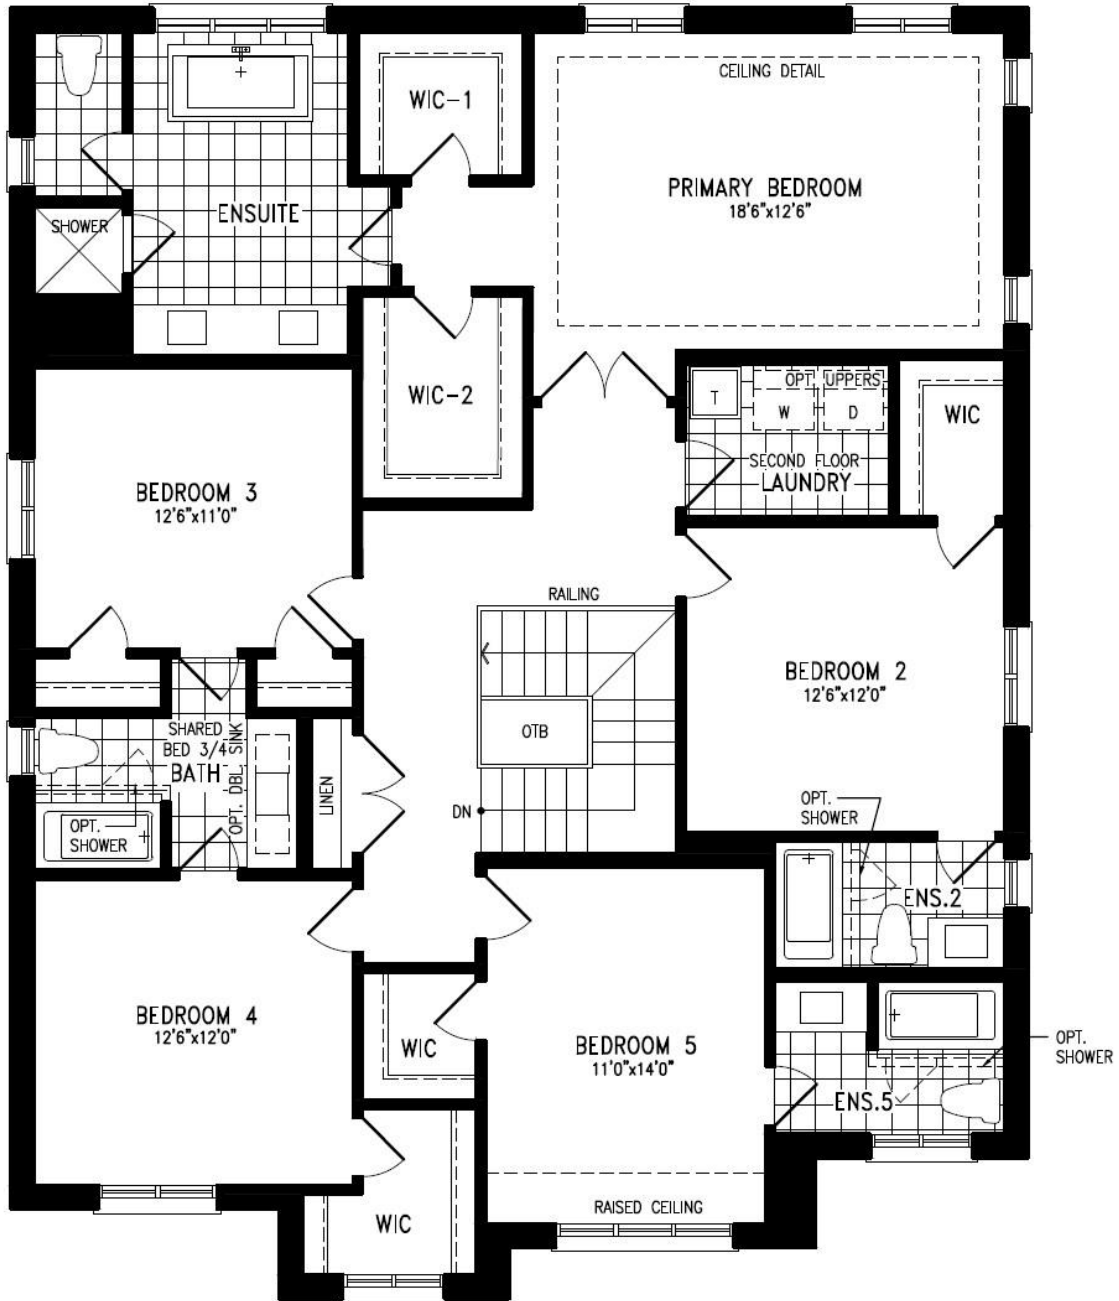 CEILING DETAIL
WIC-1
PRIMARY BEDROOM
18'6"x12'6"
ENSUITE
SHOWER
WIC-2
OPT. UPPERS
T
W
D
WIC
SECOND FLOOR
LAUNDRY
BEDROOM 3
12'6"x11'0"
RAILING
BEDROOM 2
12'6"x12'0"
SHARED
BED 3/4
BATH
OPT. DBL. SINK
OTB
LINEN
DN
OPT.
SHOWER
OPT.
SHOWER
ENS.2
BEDROOM 4
12'6"x12'0"
WIC
BEDROOM 5
11'0"x14'0"
OPT.
SHOWER
ENS.5
RAISED CEILING
WIC